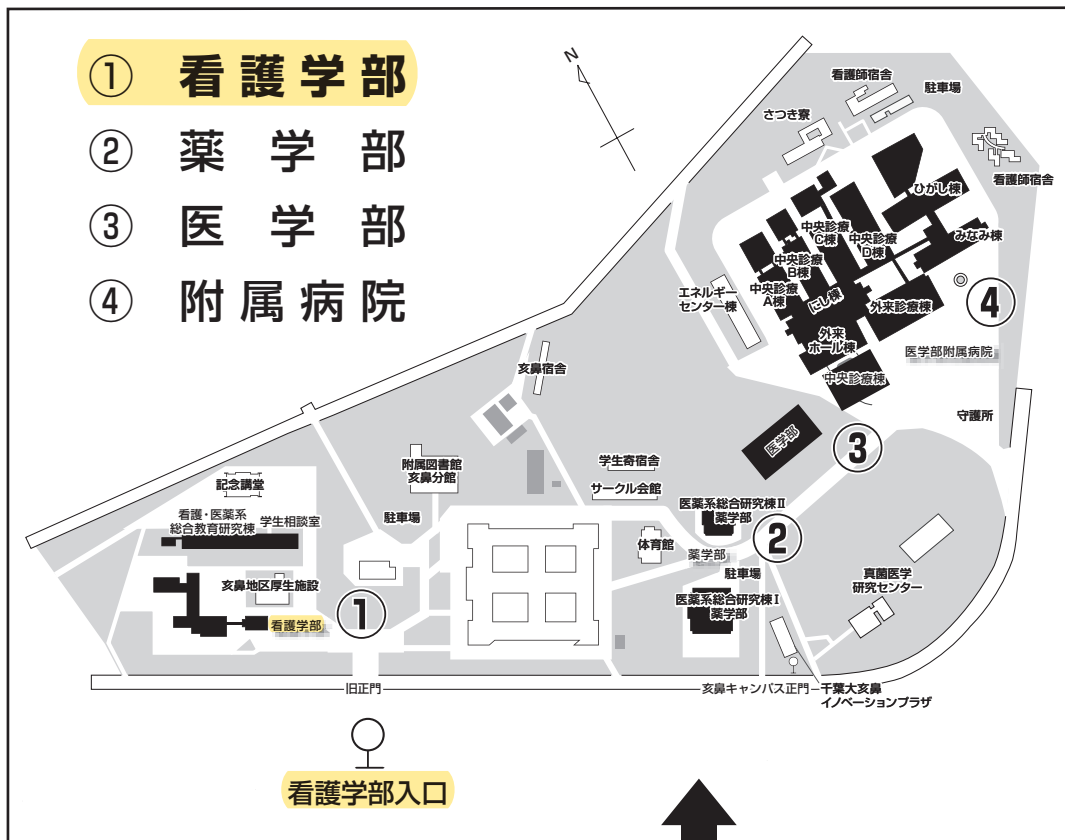 ① 看護学部
② 薬学部
③ 医学部
④ 附属病院
N
看護師宿舎
駐車場
さつき寮
看護師宿舎
ひがし棟
中央診療
C棟
中央診療
D棟
みなみ棟
中央診療
B棟
中央診療
A棟
にし棟
外来診療棟
④
エネルギー
センター棟
外来
ホール棟
医学部附属病院
中央診療棟
亥鼻宿舎
守護所
医学部
③
附属図書館
亥鼻分館
学生寄宿舎
記念講堂
サークル会館
看護・医薬系
総合教育研究棟
学生相談室
駐車場
医薬系総合研究棟Ⅱ
薬学部
②
体育館
薬学部
駐車場
真菌医学
研究センター
亥鼻地区厚生施設
①
医薬系総合研究棟Ⅰ
薬学部
看護学部
旧正門
亥鼻キャンパス正門
千葉大亥鼻
イノベーションプラザ
看護学部入口